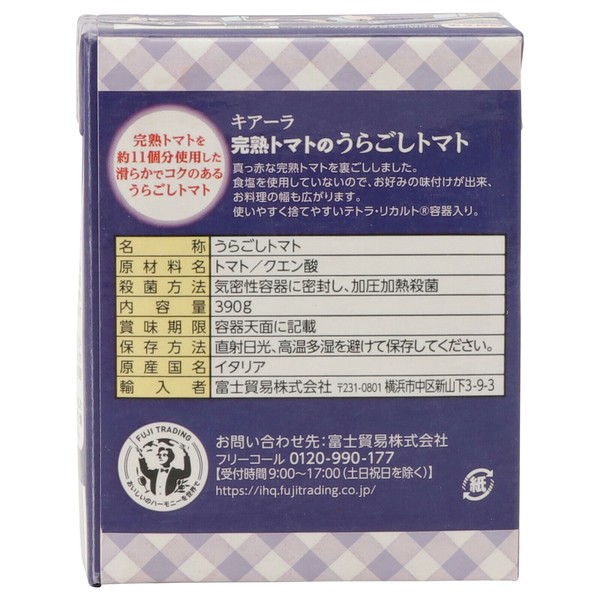 キアーラ
完熟トマトのうらごしトマト
完熟トマトを
約11個分使用した
滑らかでコクのある
うらごしトマト
真っ赤な完熟トマトを裏ごししました。
食塩を使用していないので、お好みの味付けが出来、
お料理の幅も広がります。
使いやすく捨てやすいテトラ・リカルト®容器入り。
名 称 うらごしトマト
原材料名 トマト/クエン酸
殺菌方法 気密性容器に密封し、加圧加熱殺菌
内容量 390g
賞味期限 容器天面に記載
保存方法 直射日光、高温多湿を避けて保存してください。
原産国名 イタリア
輸入者 富士貿易株式会社 〒231-0801 横浜市中区新山下3-9-3
FUJI TRADING
おいしいのハーモニーを世界で
お問い合わせ先:富士貿易株式会社
フリーコール 0120-990-177
【受付時間9:00〜17:00(土日祝日を除く)】
https://ihq.fujitrading.co.jp/
紙